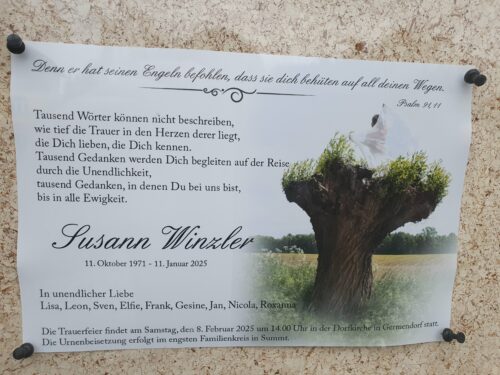 Denn er hat seinen Engeln befohlen, dass sie dich behüten auf all deinen Wegen.
Psalm 91,11
Tausend Wörter können nicht beschreiben,
wie tief die Trauer in den Herzen derer liegt,
die Dich lieben, die Dich kennen.
Tausend Gedanken werden Dich begleiten auf der Reise
durch die Unendlichkeit,
tausend Gedanken, in denen Du bei uns bist,
bis in alle Ewigkeit.
Susann Winzler
11. Oktober 1971 - 11. Januar 2025
In unendlicher Liebe
Lisa, Leon, Sven, Elfie, Frank, Gesine, Jan, Nicola, Roxanna
Die Trauerfeier findet am Samstag, den 8. Februar 2025 um 14.00 Uhr in der Dorfkirche in Germendorf statt.
Die Urnenbeisetzung erfolgt im engsten Familienkreis in Summt.